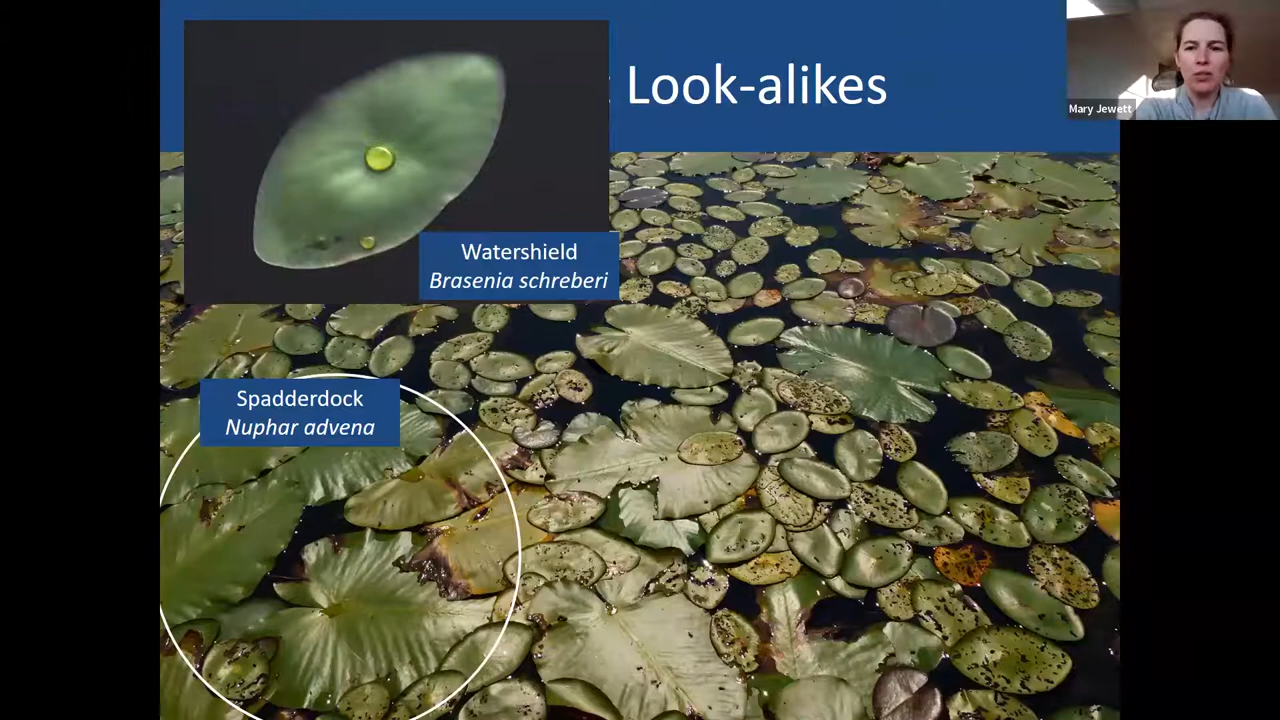 Look-alikes
Mary Jewett
Watershield
Brasenia schreberi
Spadderdock
Nuphar advena